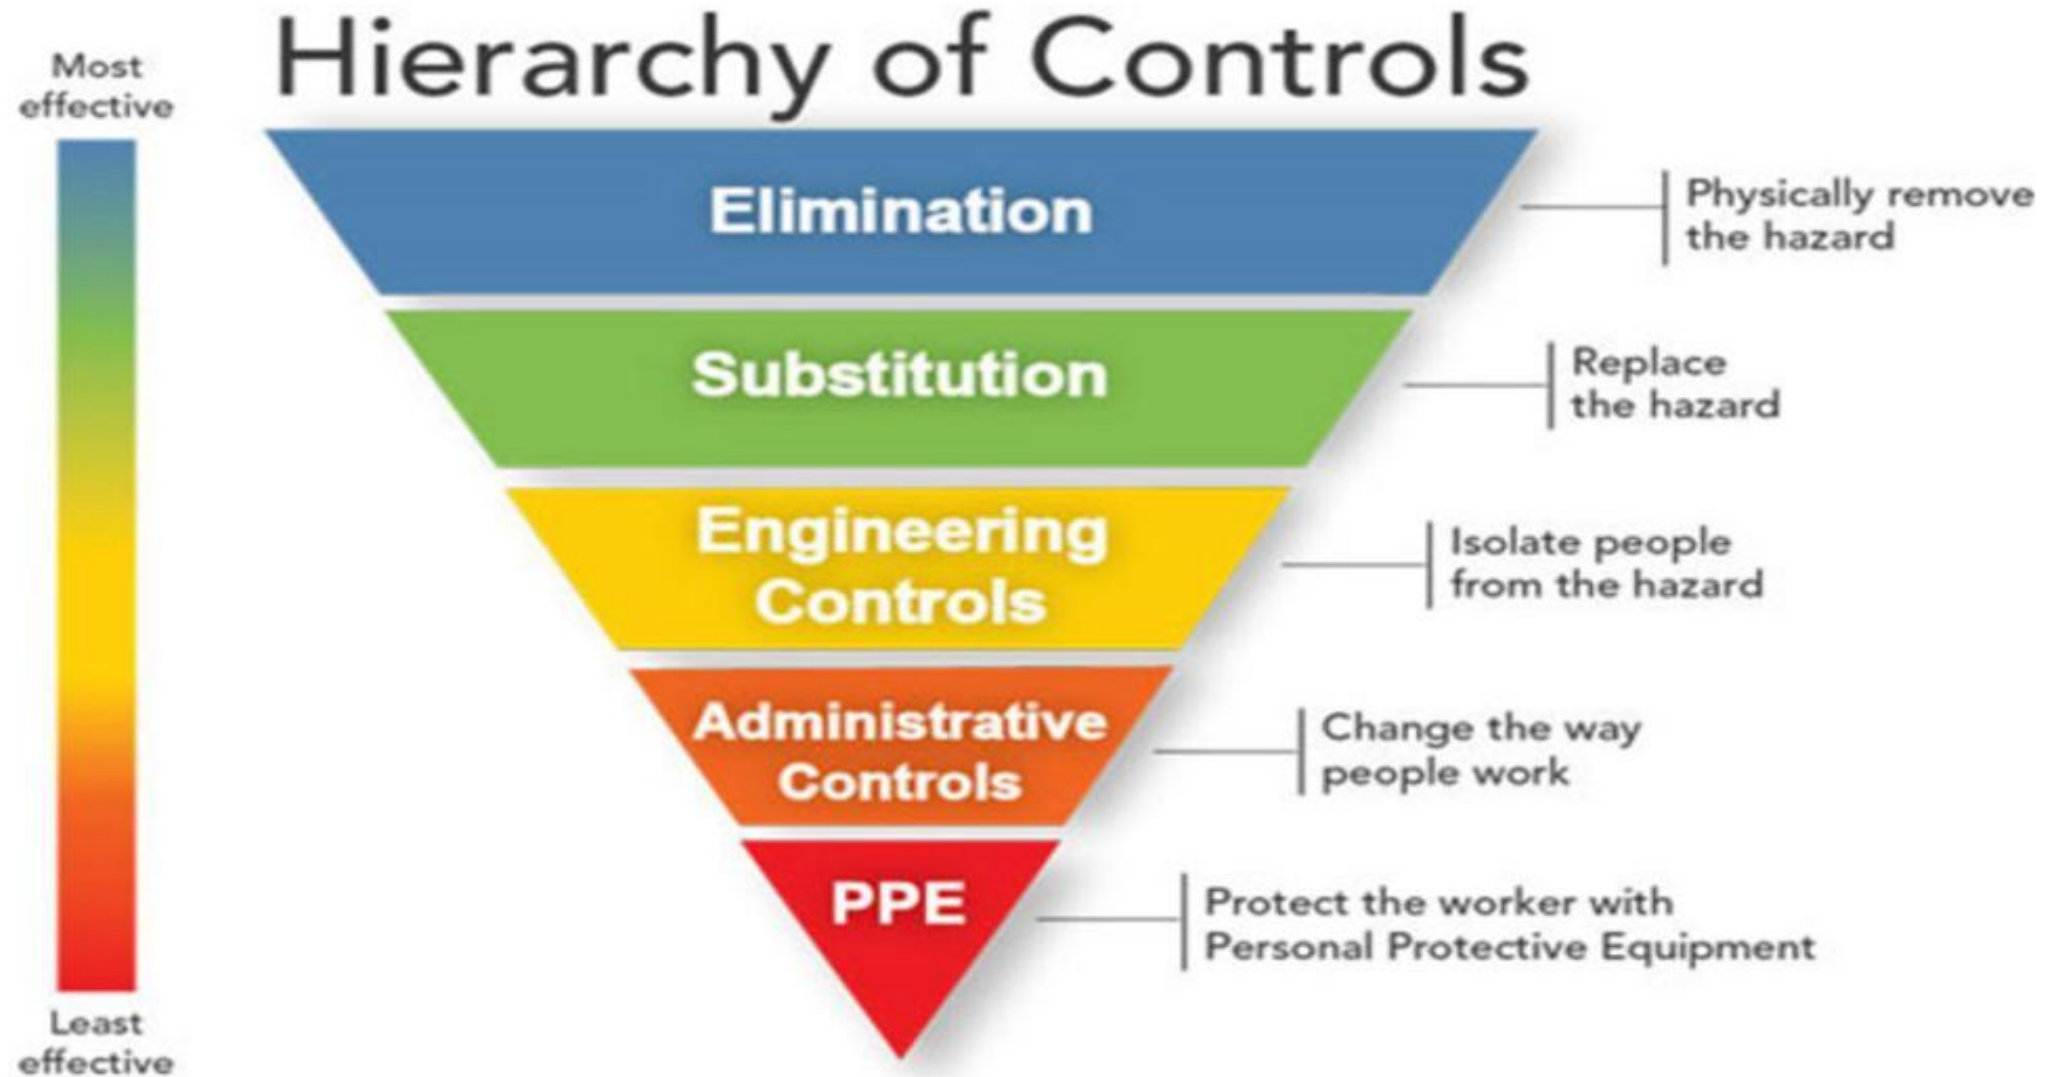 Hierarchy of Controls
Most
effective
Elimination
Physically remove
the hazard
Substitution
Replace
the hazard
Engineering
Controls
Isolate people
from the hazard
Administrative
Controls
Change the way
people work
PPE
Protect the worker with
Personal Protective Equipment
Least
effective